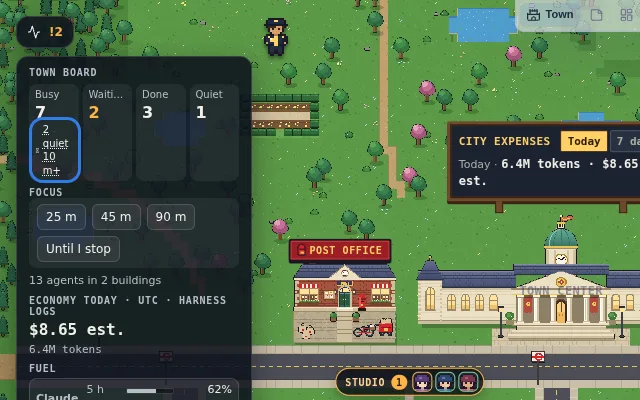 !2
Town
TOWN BOARD
Busy
7
2
quiet
10
m+
Waiti...
2
Done
3
Quiet
1
FOCUS
25 m
45 m
90 m
Until I stop
13 agents in 2 buildings
ECONOMY TODAY · UTC · HARNESS
LOGS
$8.65 est.
6.4M tokens
FUEL
Claude
5 h
62%
CITY EXPENSES
Today
7 da
Today · 6.4M tokens · $8.65
est.
POST OFFICE
TOWN CENTER
STUDIO 1